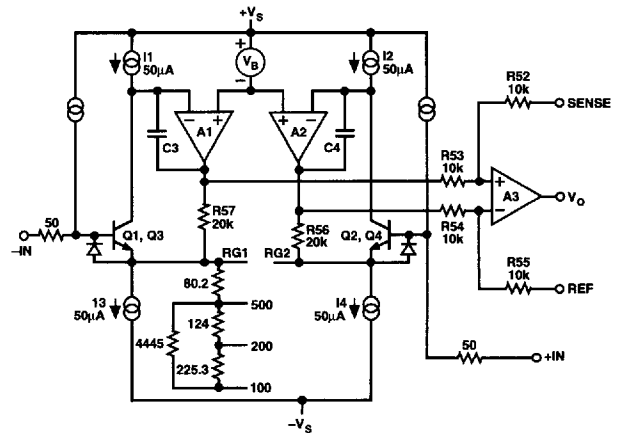 +VS
I1
50μA
+
VB
−
I2
50μA
R52
10k
SENSE
− +
A1
+ −
A2
C3
C4
R53
10k
+
A3
−
VO
R57
20k
R54
10k
50
−IN
Q1, Q3
RG1
RG2
R56
20k
Q2, Q4
R55
10k
REF
80.2
13
50μA
500
I4
50μA
4445
124
200
50
+IN
225.3
100
−VS